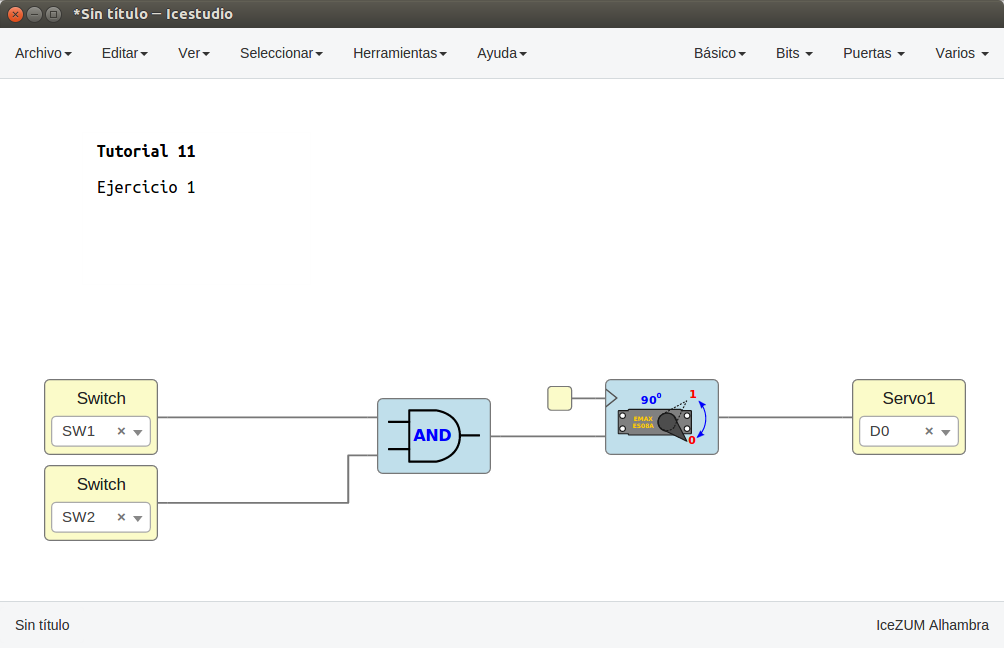 *Sin título — Icestudio
Archivo Editar Ver Seleccionar Herramientas Ayuda Básico Bits Puertas Varios
Tutorial 11
Ejercicio 1
Switch
SW1 ×
Switch
SW2 ×
AND
90⁰
1
EMAX
ES08A
0
Servo1
D0 ×
Sin título IceZUM Alhambra